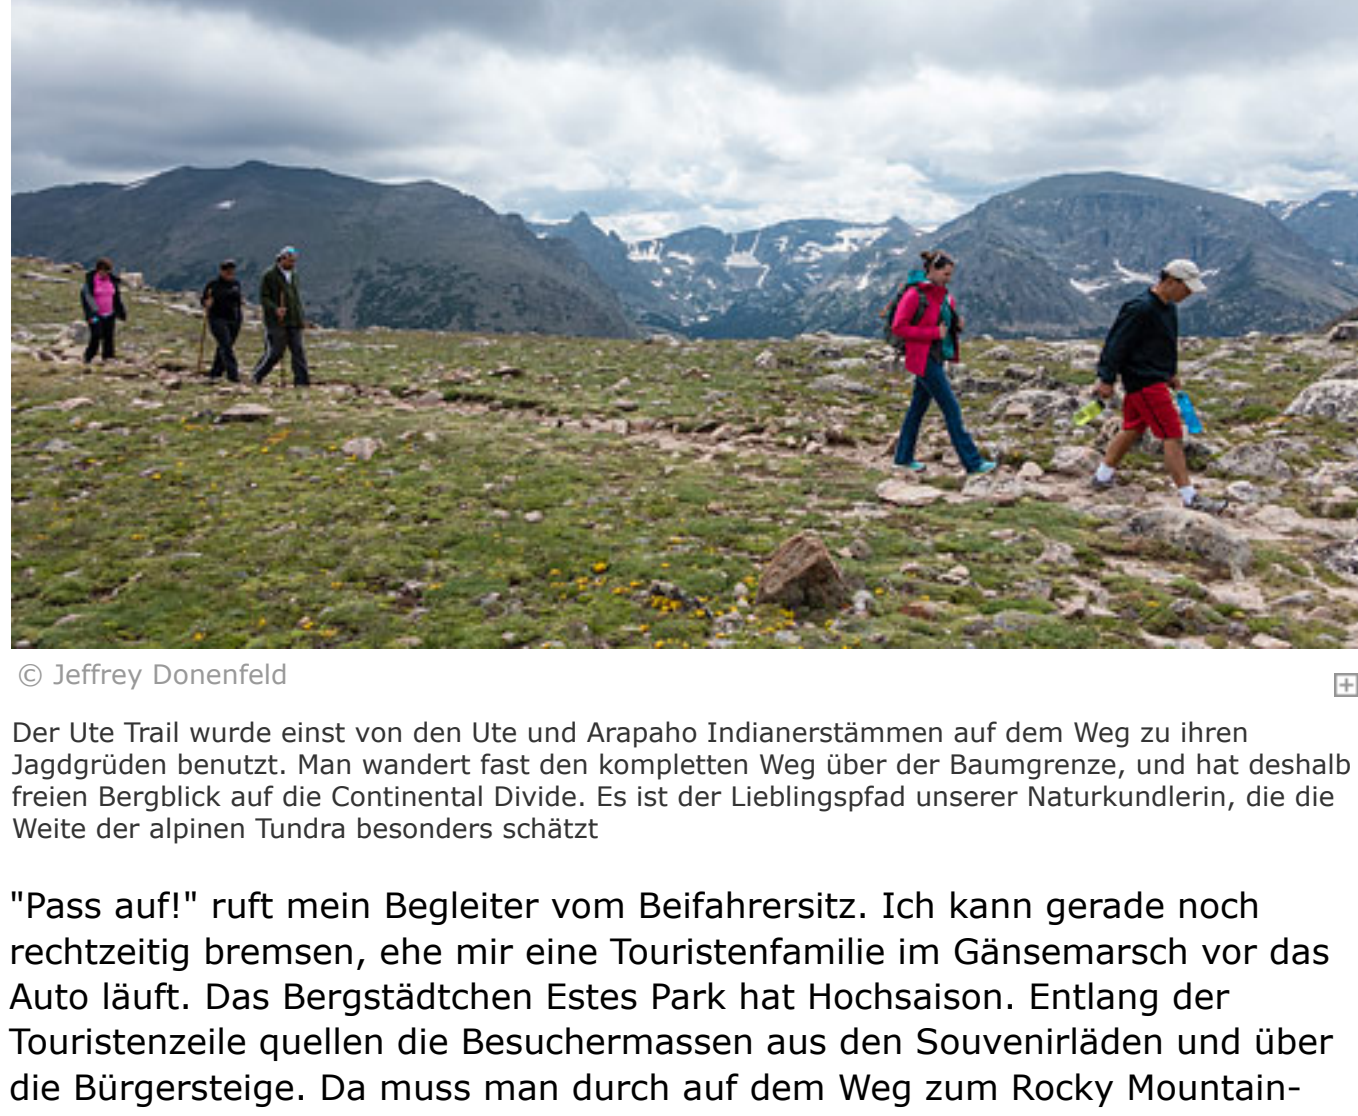 © Jeffrey Donenfeld
Der Ute Trail wurde einst von den Ute und Arapaho Indianerstämmen auf dem Weg zu ihren
Jagdgrüden benutzt. Man wandert fast den kompletten Weg über der Baumgrenze, und hat deshalb
freien Bergblick auf die Continental Divide. Es ist der Lieblingspfad unserer Naturkundlerin, die die
Weite der alpinen Tundra besonders schätzt
"Pass auf!" ruft mein Begleiter vom Beifahrersitz. Ich kann gerade noch
rechtzeitig bremsen, ehe mir eine Touristenfamilie im Gänsemarsch vor das
Auto läuft. Das Bergstädtchen Estes Park hat Hochsaison. Entlang der
Touristenzeile quellen die Besuchermassen aus den Souvenirläden und über
die Bürgersteige. Da muss man durch auf dem Weg zum Rocky Mountain-